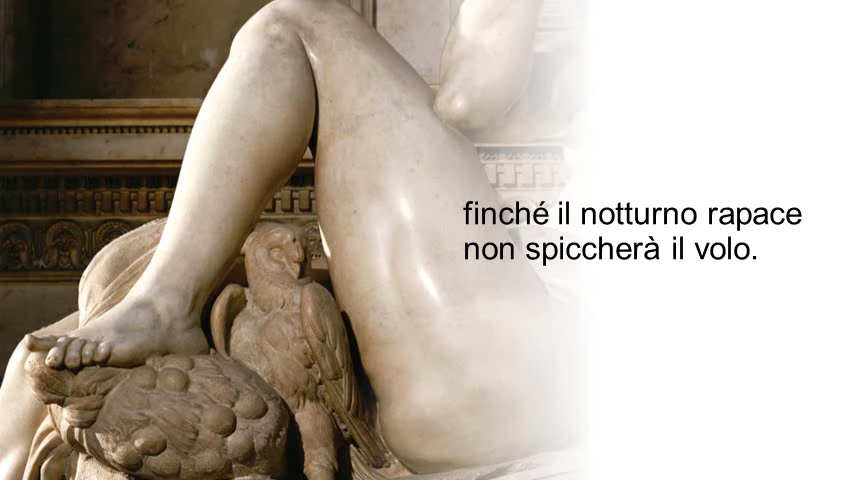 finché il notturno rapace
non spiccherà il volo.